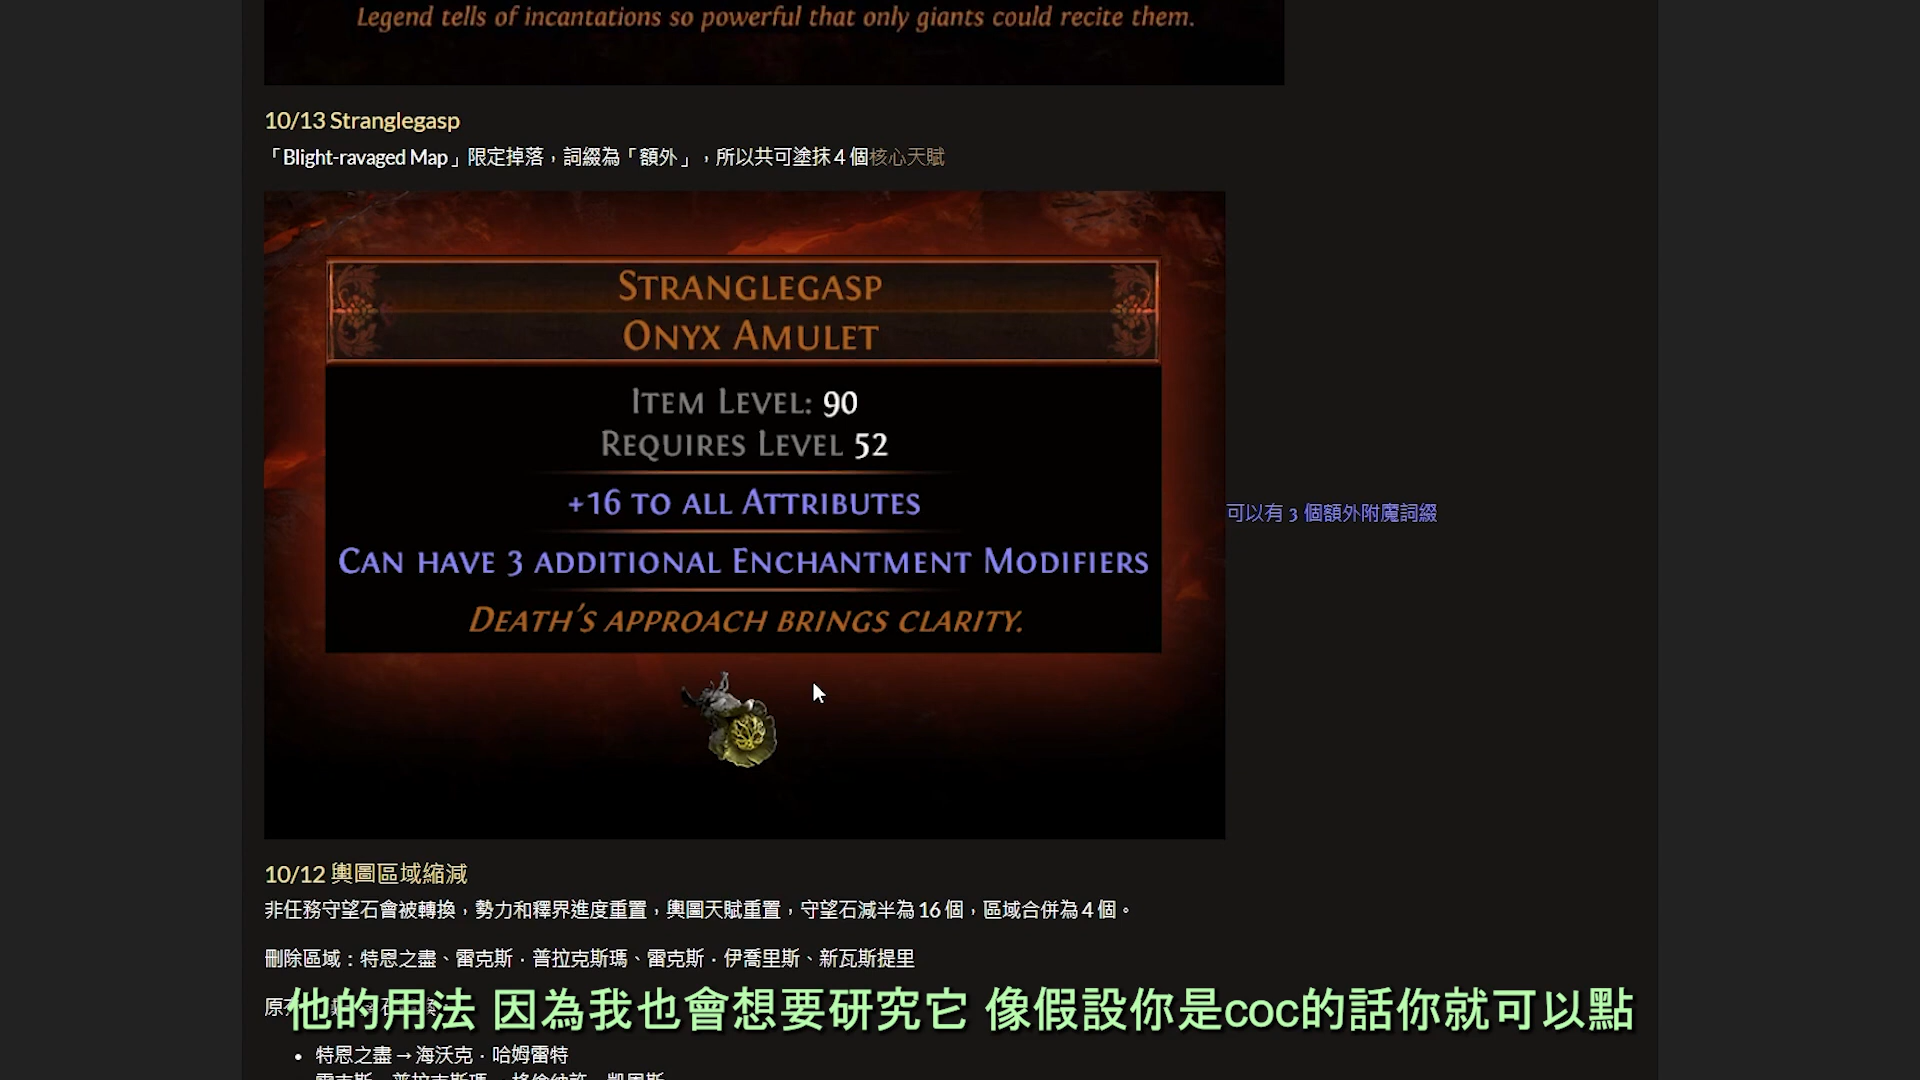 Legend tells of incantations so powerful that only giants could recite them.
10/13 Stranglegasp
「Blight-ravaged Map」限定掉落，詞綴為「額外」，所以共可塗抹 4 個核心天賦
Stranglegasp
Onyx Amulet
Item Level: 90
Requires Level 52
+16 to all Attributes
Can have 3 additional Enchantment Modifiers
可以有 3 個額外附魔詞綴
Death's approach brings clarity.
10/12 輿圖區域縮減
非任務守望石會被轉換，勢力和釋界進度重置，輿圖天賦重置，守望石減半為 16 個，區域合併為 4 個。
刪除區域：特恩之盡、雷克斯．普拉克斯瑪、雷克斯．伊喬里斯、新瓦斯提里
他的用法 因為我也會想要研究它 像假設你是coc的話你就可以點
• 特恩之盡 → 海沃克．哈姆雷特